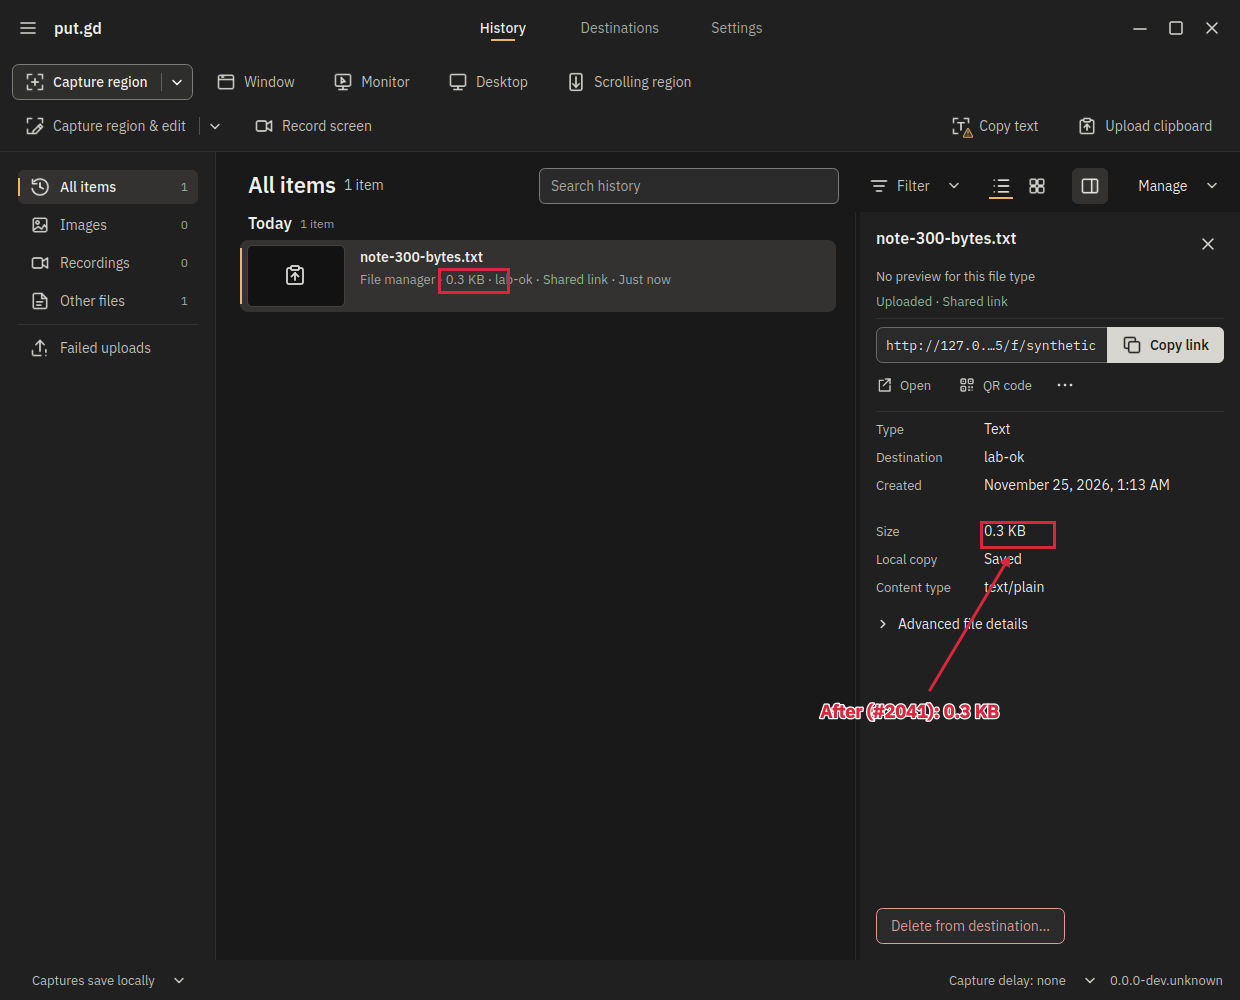 put.gd
History
Destinations
Settings
Capture region
Window
Monitor
Desktop
Scrolling region
Capture region & edit
Record screen
Copy text
Upload clipboard
All items 1
Images 0
Recordings 0
Other files 1
Failed uploads
All items 1 item
Search history
Filter
Manage
Today 1 item
note-300-bytes.txt
File manager · 0.3 KB · lab-ok · Shared link · Just now
note-300-bytes.txt
No preview for this file type
Uploaded · Shared link
http://127.0.…5/f/synthetic
Copy link
Open
QR code
Type Text
Destination lab-ok
Created November 25, 2026, 1:13 AM
Size 0.3 KB
Local copy Saved
Content type text/plain
Advanced file details
After (#2041): 0.3 KB
Delete from destination...
Captures save locally
Capture delay: none
0.0.0-dev.unknown